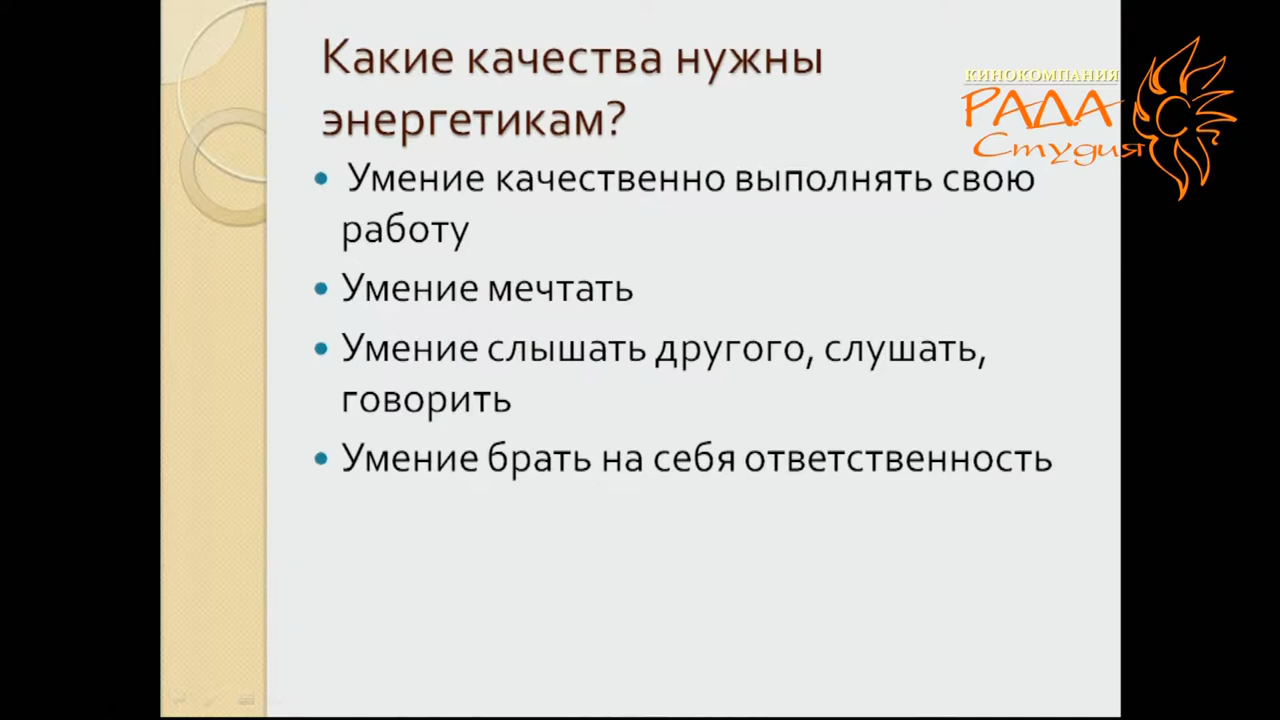 Какие качества нужны
энергетикам?
КИНОКОМПАНИЯ
РАДА
Студия
• Умение качественно выполнять свою
работу
• Умение мечтать
• Умение слышать другого, слушать,
говорить
• Умение брать на себя ответственность